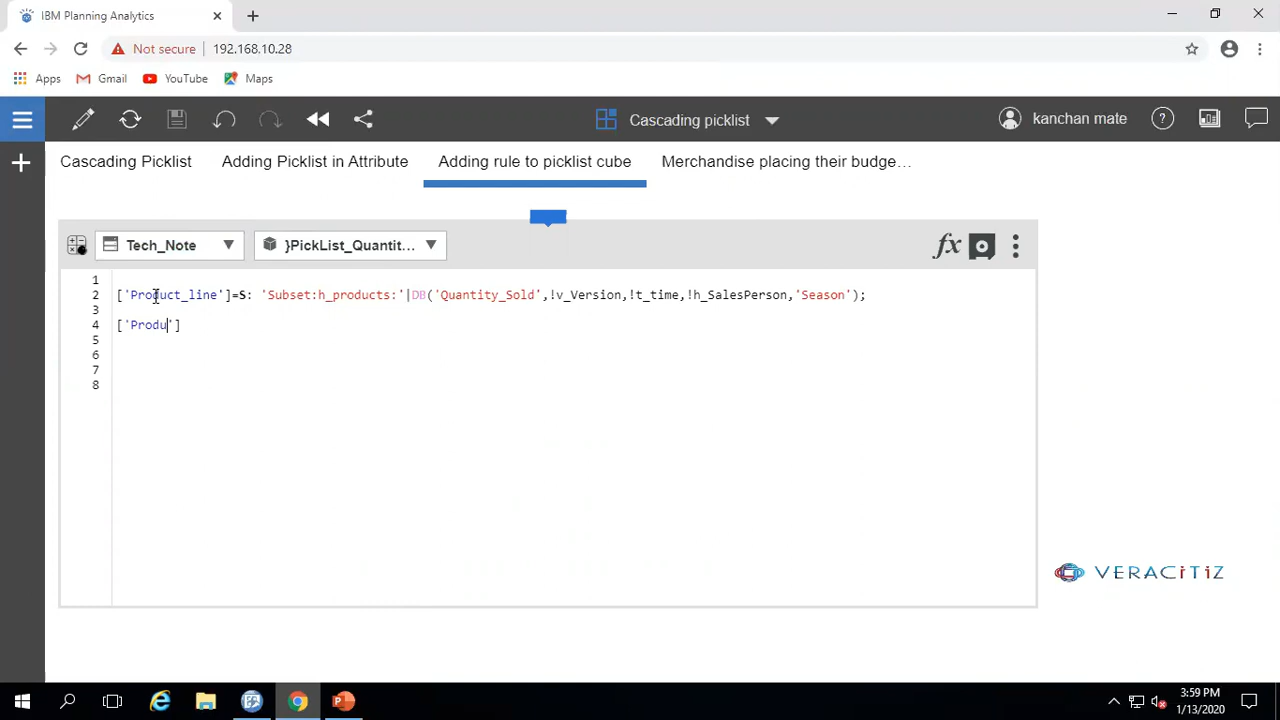 IBM Planning Analytics
Not secure 192.168.10.28
Apps Gmail YouTube Maps
Cascading picklist kanchan mate
Cascading Picklist Adding Picklist in Attribute Adding rule to picklist cube Merchandise placing their budge...
Tech_Note }PickList_Quantit... fx
1
2 ['Product_line']=S: 'Subset:h_products:'|DB('Quantity_Sold',!v_Version,!t_time,!h_SalesPerson,'Season');
3
4 ['Produ']
5
6
7
8
VERACiTiZ
3:59 PM
1/13/2020